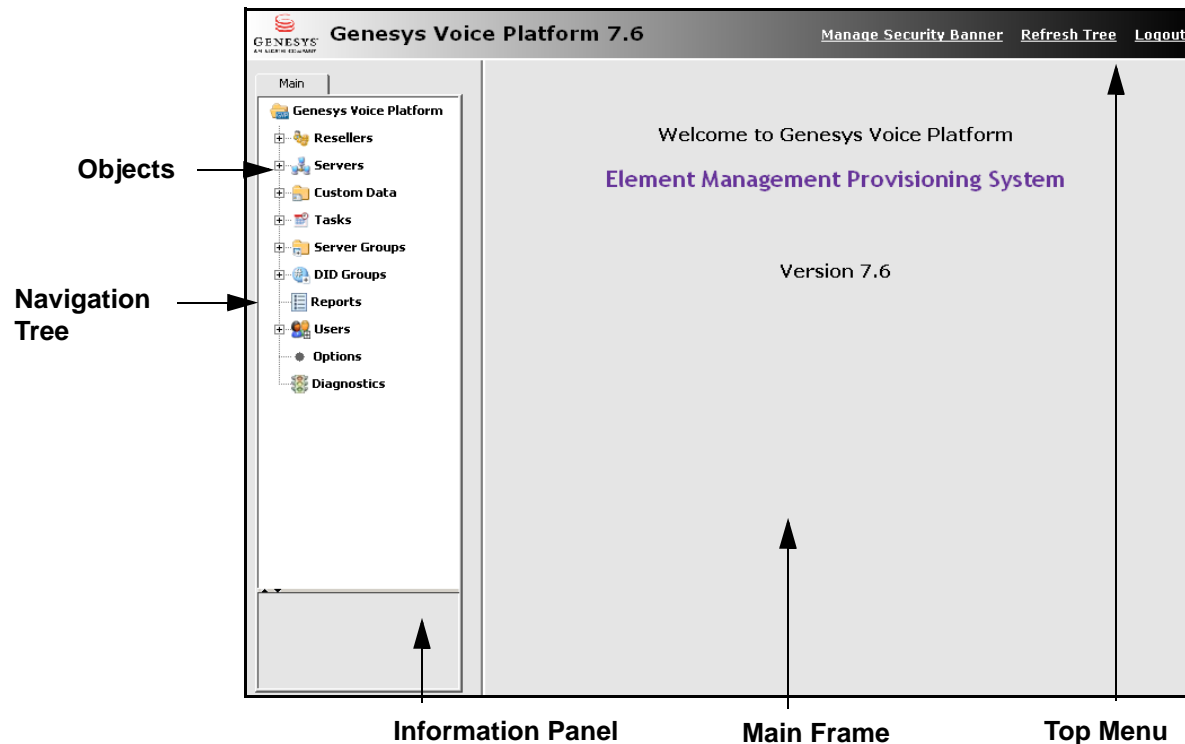 GENESYS
Genesys Voice Platform 7.6
Manage Security Banner Refresh Tree Logout
Main
Genesys Voice Platform
Resellers
Servers
Custom Data
Tasks
Server Groups
DID Groups
Reports
Users
Options
Diagnostics
Welcome to Genesys Voice Platform
Element Management Provisioning System
Version 7.6
Objects
Navigation
Tree
Information Panel
Main Frame
Top Menu